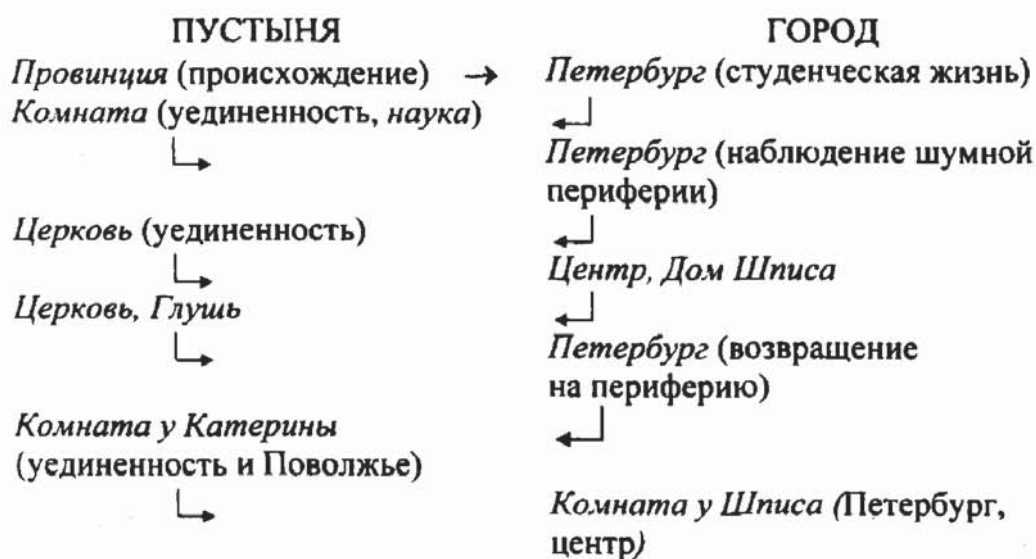 ПУСТЫНЯ ГОРОД
Провинция (происхождение) → Петербург (студенческая жизнь)
Комната (уединенность, наука)
Петербург (наблюдение шумной
периферии)
Церковь (уединенность)
Центр, Дом Шписа
Церковь, Глушь
Петербург (возвращение
на периферию)
Комната у Катерины
(уединенность и Поволжье)
Комната у Шписа (Петербург,
центр)